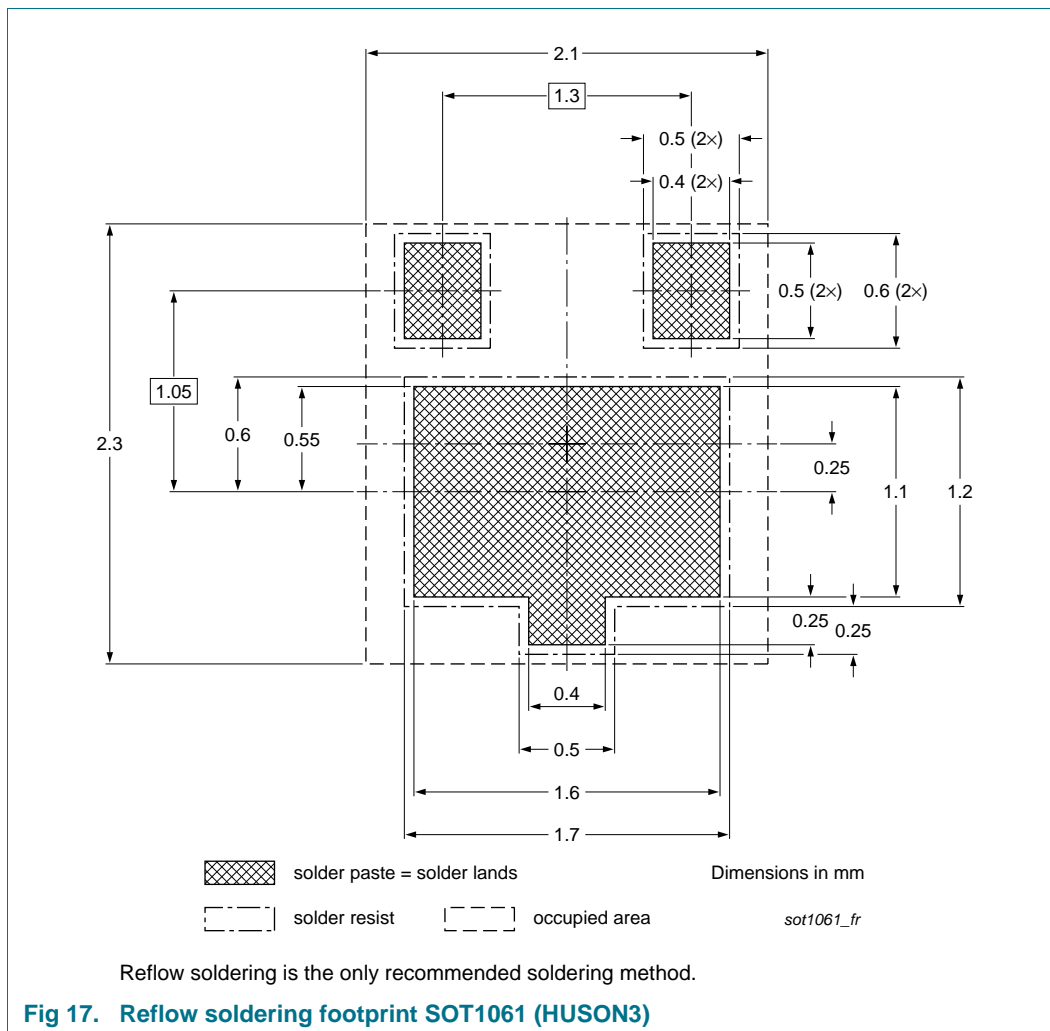 2.1
1.3
0.5 (2×)
0.4 (2×)
0.5 (2×)
0.6 (2×)
1.05
2.3
0.6
0.55
0.25
1.1
1.2
0.25
0.25
0.4
0.5
1.6
1.7
solder paste = solder lands
Dimensions in mm
solder resist
occupied area
sot1061_fr
Reflow soldering is the only recommended soldering method.
Fig 17. Reflow soldering footprint SOT1061 (HUSON3)